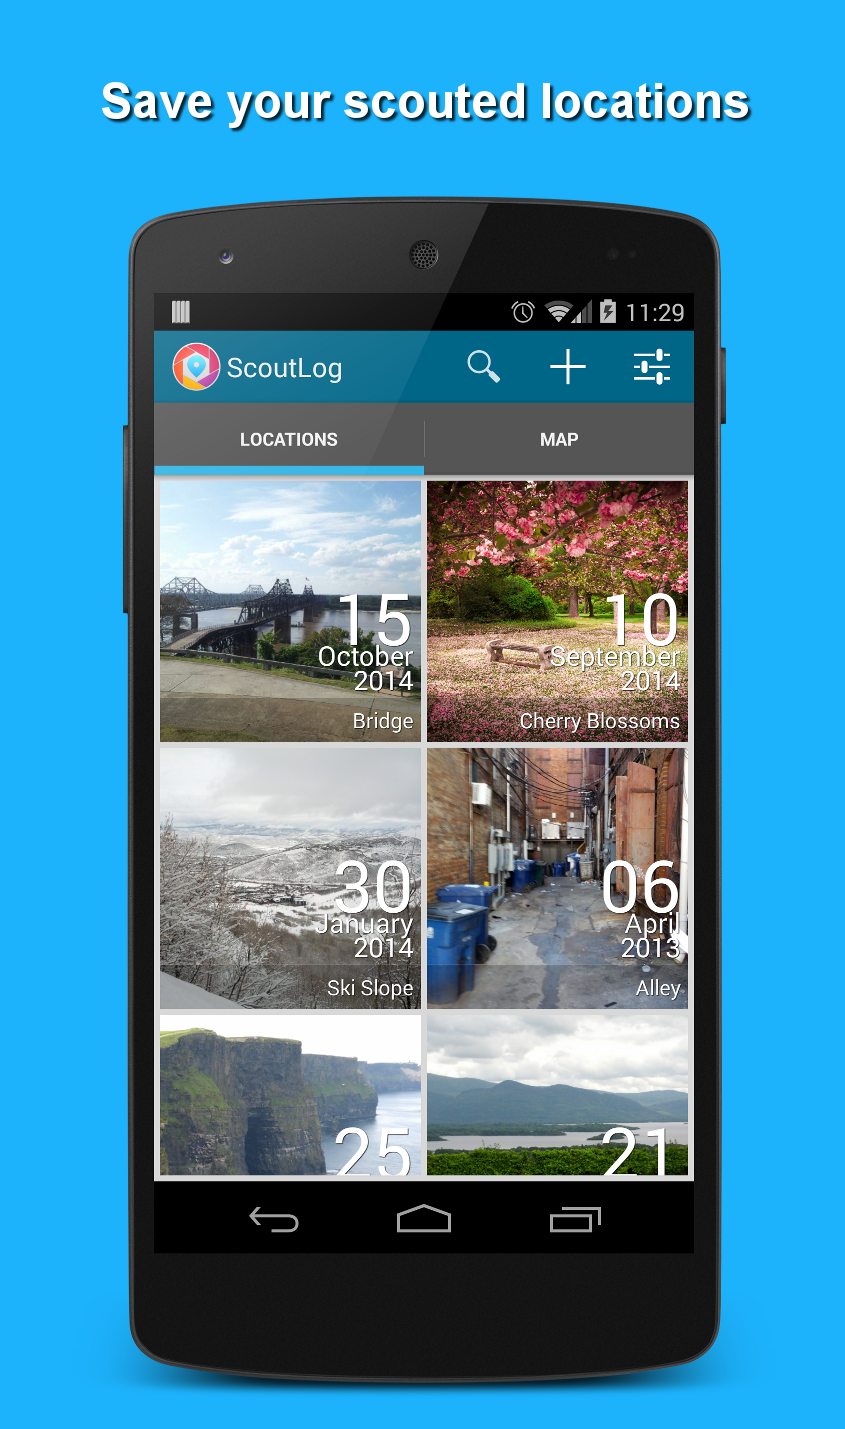 Save your scouted locations
11:29
ScoutLog
LOCATIONS
MAP
15
October
2014
Bridge
10
September
2014
Cherry Blossoms
30
January
2014
Ski Slope
06
April
2013
Alley
25
21